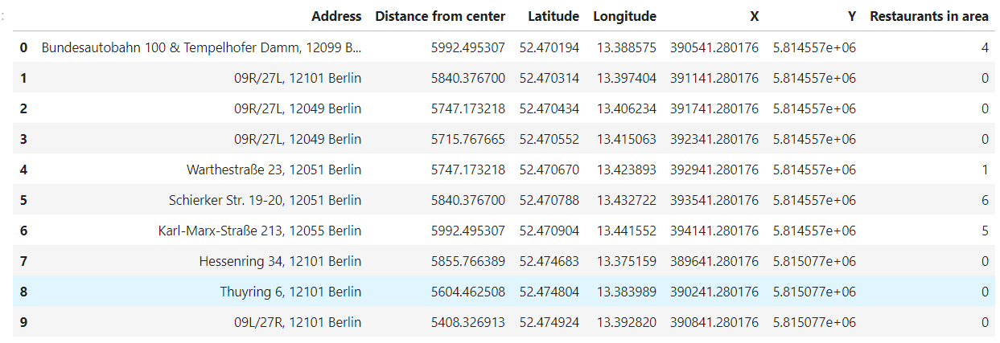 :
Address Distance from center Latitude Longitude X Y Restaurants in area
0 Bundesautobahn 100 & Tempelhofer Damm, 12099 B... 5992.495307 52.470194 13.388575 390541.280176 5.814557e+06 4
1 09R/27L, 12101 Berlin 5840.376700 52.470314 13.397404 391141.280176 5.814557e+06 0
2 09R/27L, 12049 Berlin 5747.173218 52.470434 13.406234 391741.280176 5.814557e+06 0
3 09R/27L, 12049 Berlin 5715.767665 52.470552 13.415063 392341.280176 5.814557e+06 0
4 Warthestraße 23, 12051 Berlin 5747.173218 52.470670 13.423893 392941.280176 5.814557e+06 1
5 Schierker Str. 19-20, 12051 Berlin 5840.376700 52.470788 13.432722 393541.280176 5.814557e+06 6
6 Karl-Marx-Straße 213, 12055 Berlin 5992.495307 52.470904 13.441552 394141.280176 5.814557e+06 5
7 Hessenring 34, 12101 Berlin 5855.766389 52.474683 13.375159 389641.280176 5.815077e+06 0
8 Thuyring 6, 12101 Berlin 5604.462508 52.474804 13.383989 390241.280176 5.815077e+06 0
9 09L/27R, 12101 Berlin 5408.326913 52.474924 13.392820 390841.280176 5.815077e+06 0